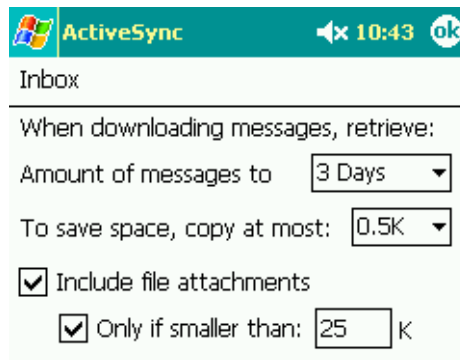 ActiveSync 10:43 ok
Inbox
When downloading messages, retrieve:
Amount of messages to 3 Days
To save space, copy at most: 0.5K
Include file attachments
Only if smaller than: 25 K